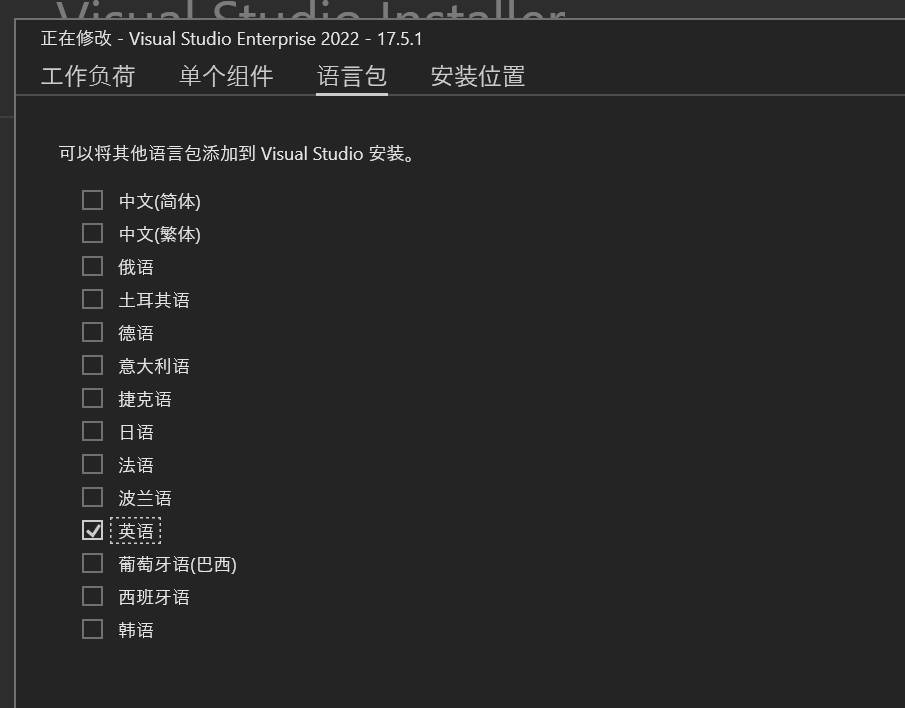 Visual Studio Installer
正在修改 - Visual Studio Enterprise 2022 - 17.5.1
工作负荷 单个组件 语言包 安装位置
可以将其他语言包添加到 Visual Studio 安装。
中文(简体)
中文(繁体)
俄语
土耳其语
德语
意大利语
捷克语
日语
法语
波兰语
英语
葡萄牙语(巴西)
西班牙语
韩语